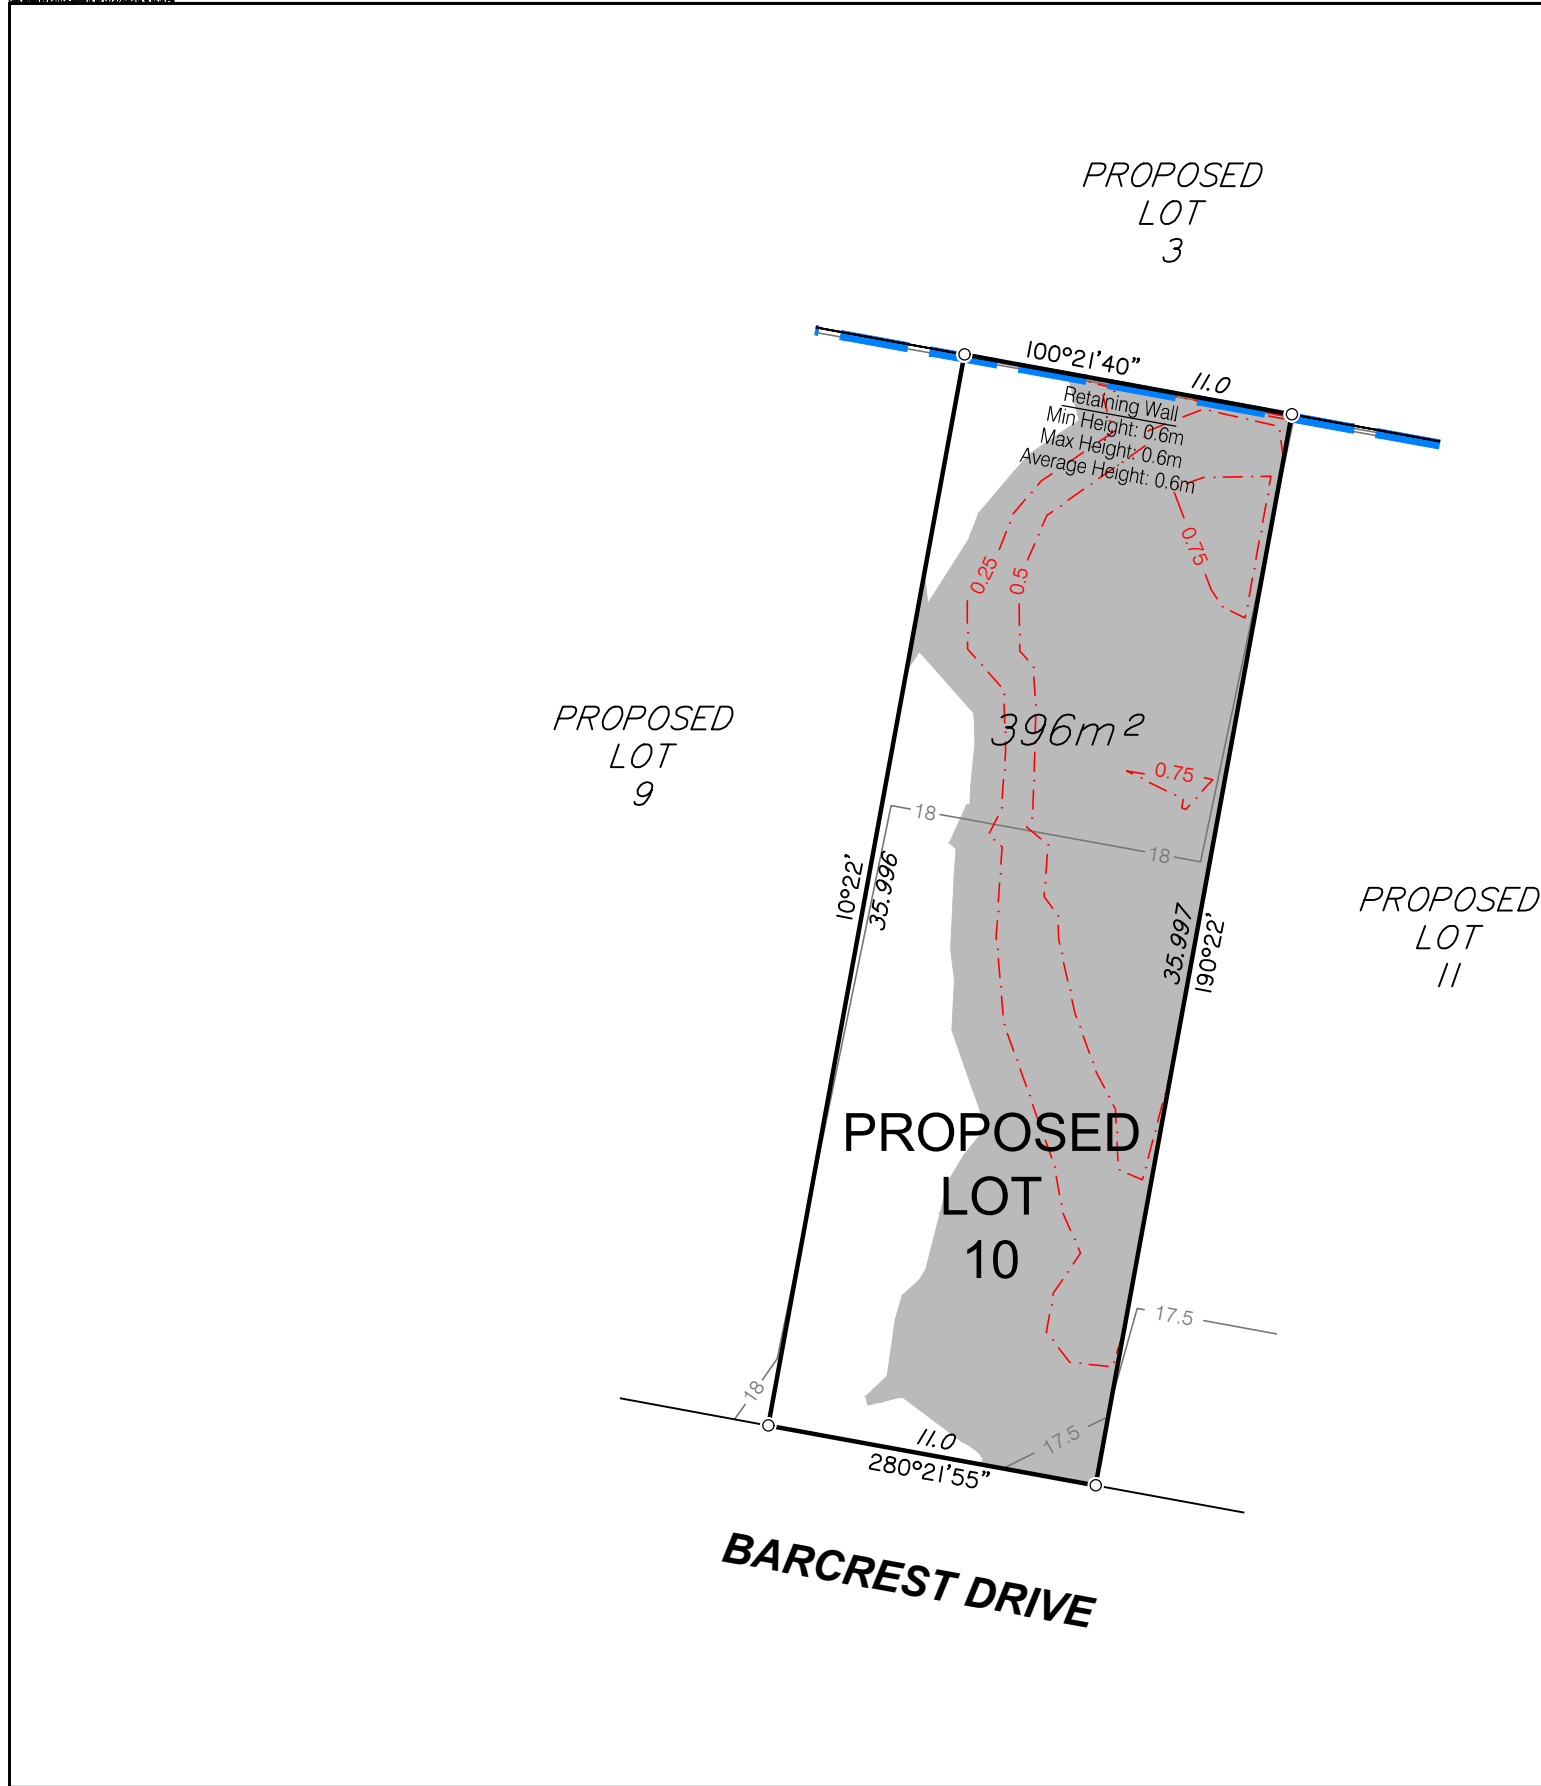 PROPOSED
LOT
3
100°21'40"
11.0
Retaining Wall
Min Height: 0.6m
Max Height: 0.6m
Average Height: 0.6m
0.75
0.25
0.5
PROPOSED
LOT
9
396m²
0.75
18
18
10°22'
35.996
35.997
190°22'
PROPOSED
LOT
11
PROPOSED
LOT
10
17.5
18
17.5
11.0
280°21'55"
BARCREST DRIVE